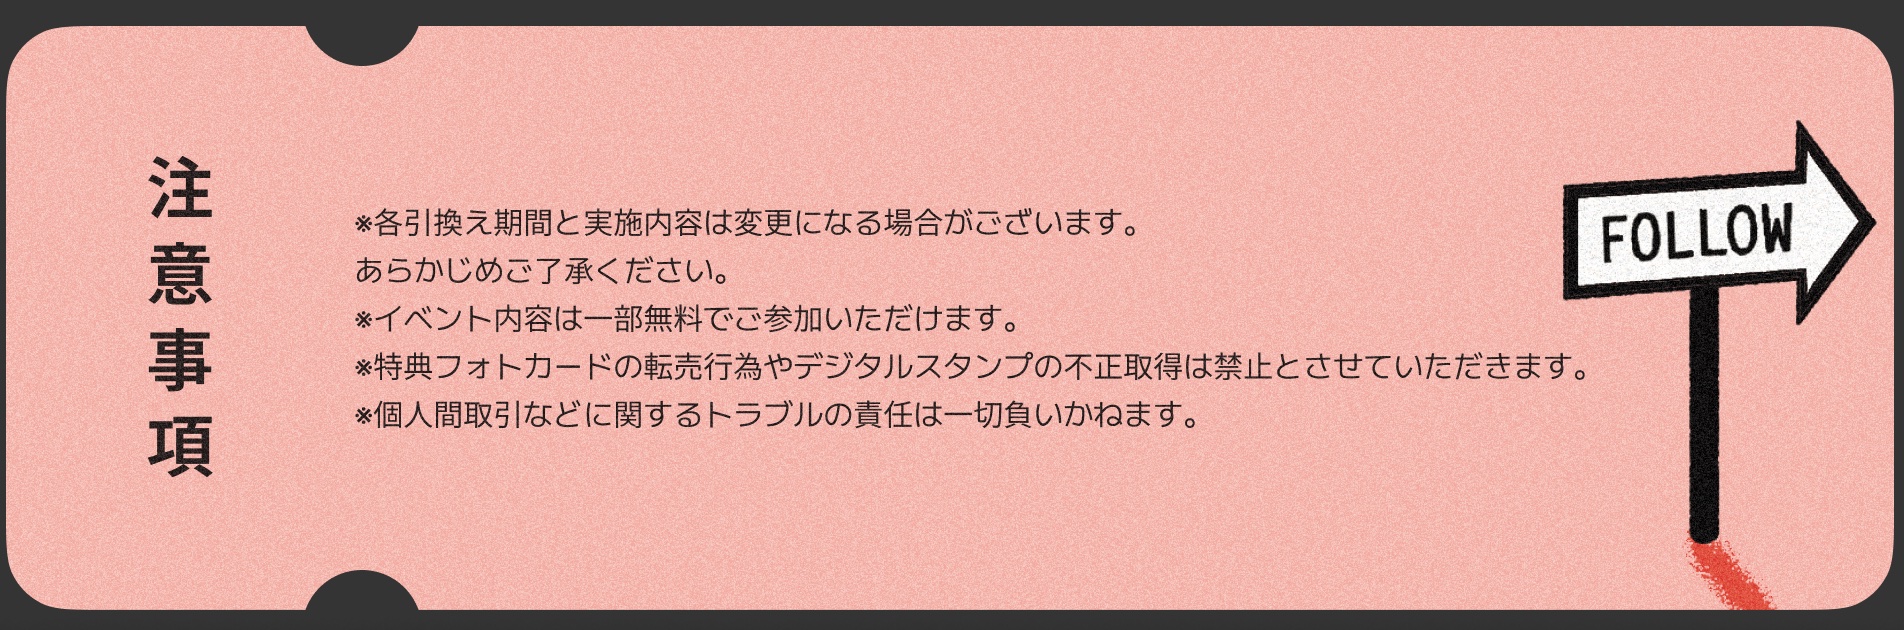 注意事項
※各引換え期間と実施内容は変更になる場合がございます。
あらかじめご了承ください。
※イベント内容は一部無料でご参加いただけます。
※特典フォトカードの転売行為やデジタルスタンプの不正取得は禁止とさせていただきます。
※個人間取引などに関するトラブルの責任は一切負いかねます。
FOLLOW